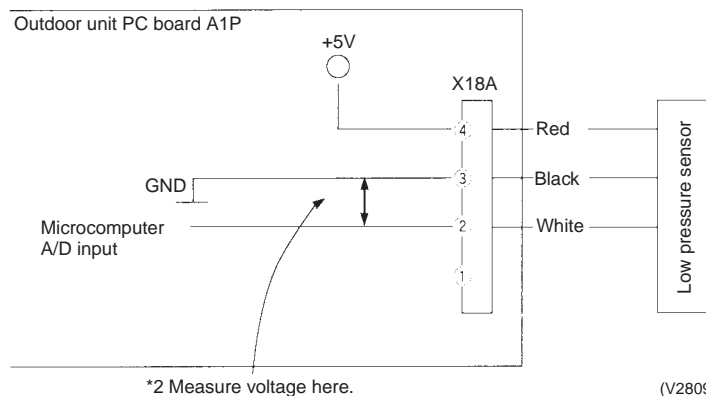 Outdoor unit PC board A1P
+5V
X18A
4
Red
3
Black
GND
2
White
Microcomputer
A/D input
1
Low pressure sensor
*2 Measure voltage here.
(V2809